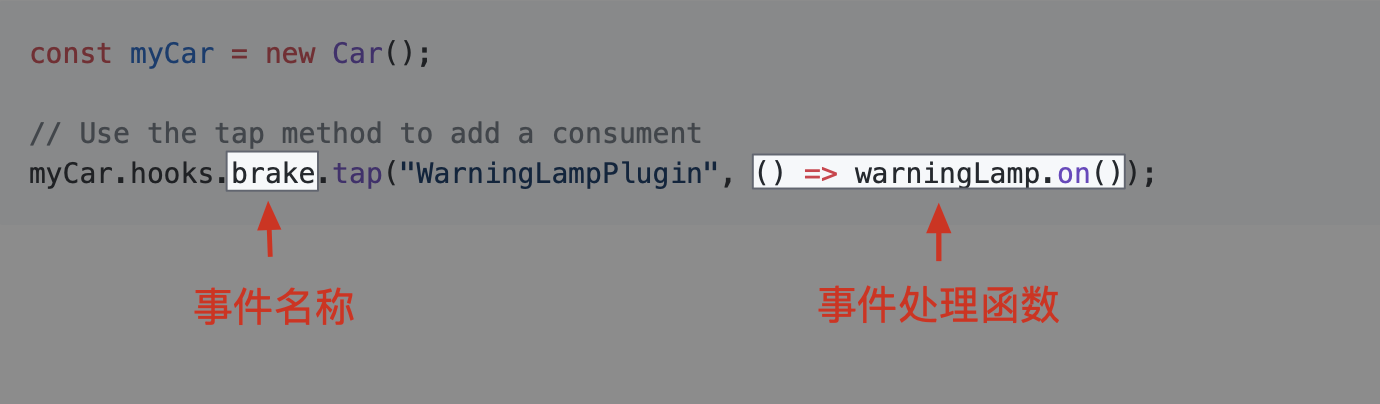 const myCar = new Car();
// Use the tap method to add a consument
myCar.hooks.brake.tap("WarningLampPlugin", () => warningLamp.on());
事件名称
事件处理函数